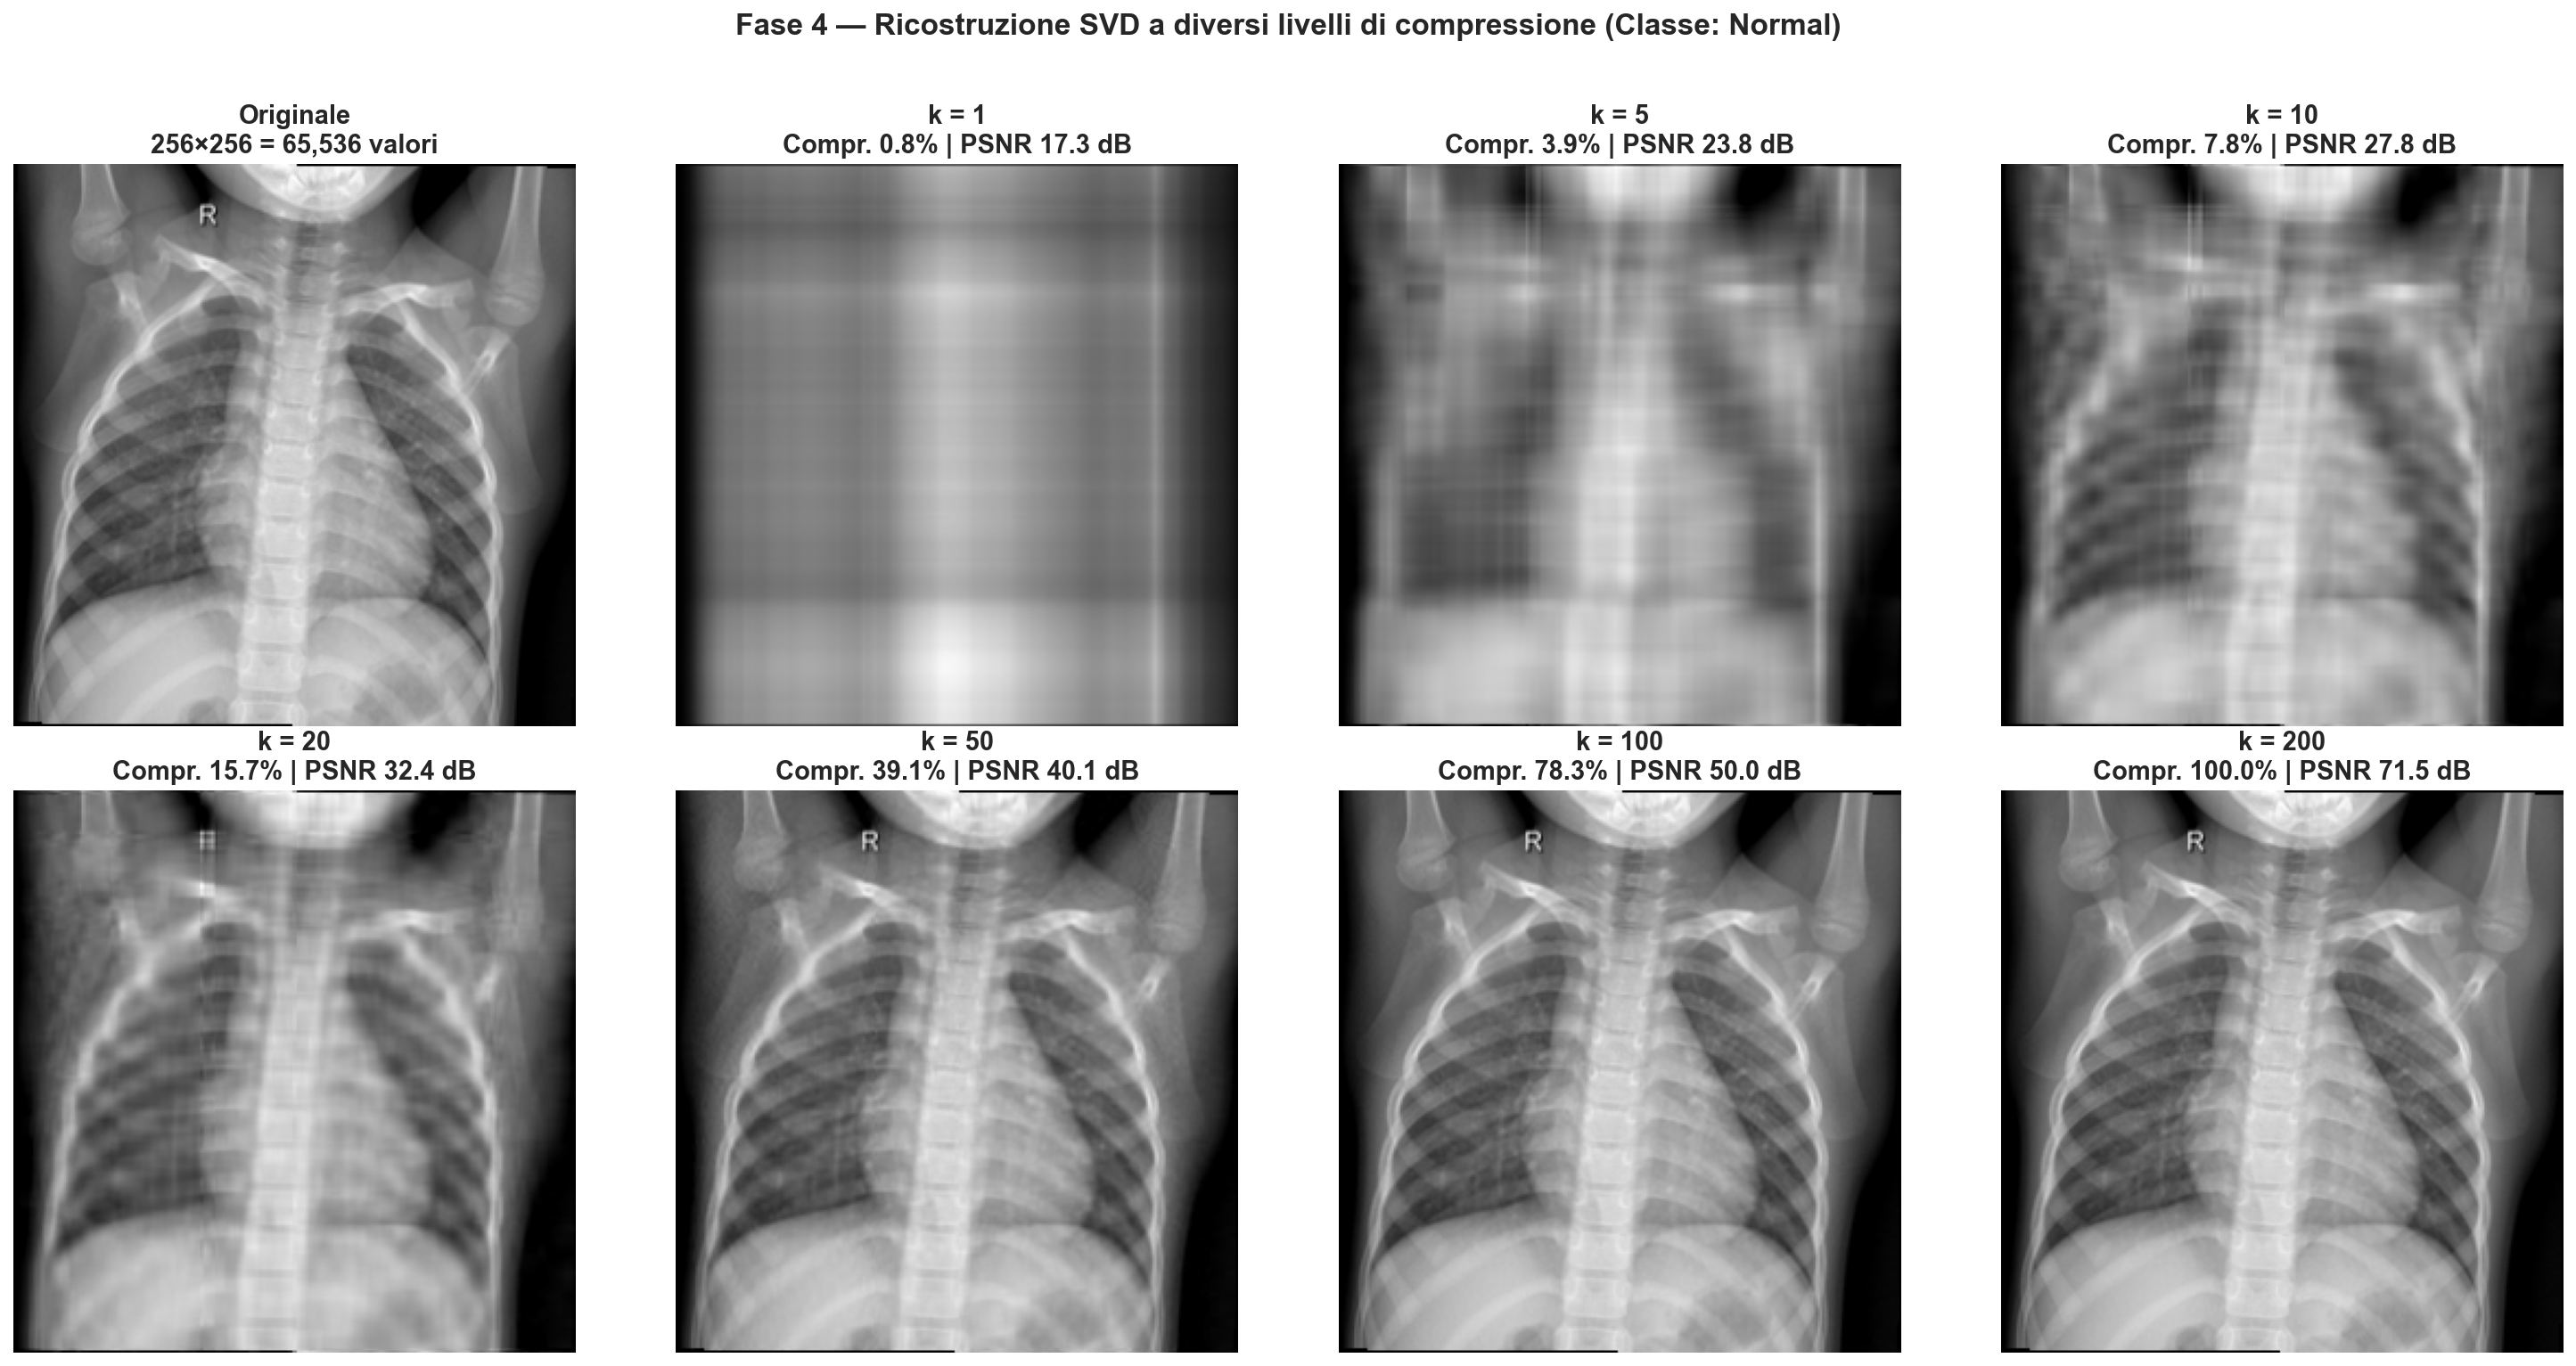 Fase 4 — Ricostruzione SVD a diversi livelli di compressione (Classe: Normal)
Originale
256×256 = 65,536 valori
k = 1
Compr. 0.8% | PSNR 17.3 dB
k = 5
Compr. 3.9% | PSNR 23.8 dB
k = 10
Compr. 7.8% | PSNR 27.8 dB
R
k = 20
Compr. 15.7% | PSNR 32.4 dB
k = 50
Compr. 39.1% | PSNR 40.1 dB
k = 100
Compr. 78.3% | PSNR 50.0 dB
k = 200
Compr. 100.0% | PSNR 71.5 dB
R
R
R